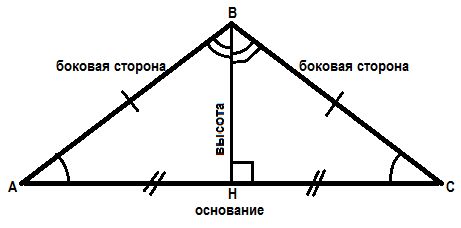 В
боковая сторона
боковая сторона
высота
А
Н
С
основание